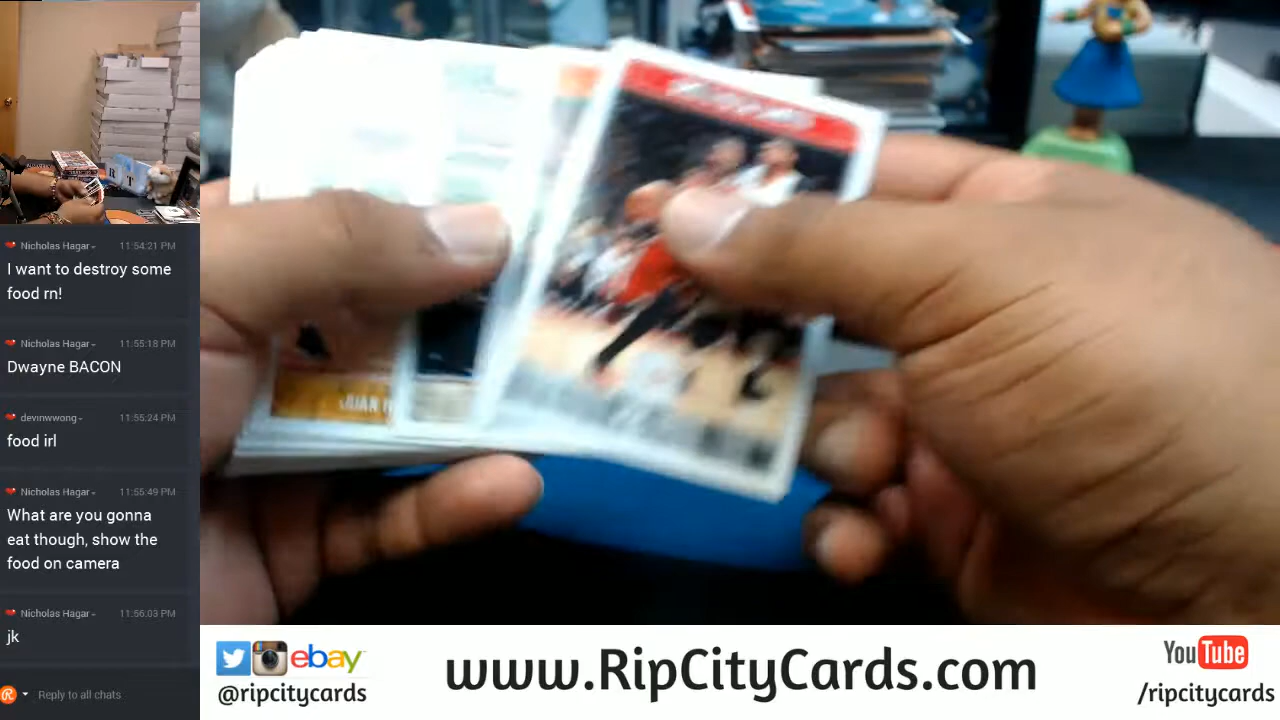 Nicholas Hagar 11:54:21 PM
I want to destroy some
food rn!
Nicholas Hagar 11:55:18 PM
Dwayne BACON
devinwwong 11:55:24 PM
food irl
Nicholas Hagar 11:55:49 PM
What are you gonna
eat though, show the
food on camera
Nicholas Hagar 11:56:03 PM
jk
Reply to all chats
JUAN
ebay
@ripcitycards
www.RipCityCards.com
YouTube
/ripcitycards